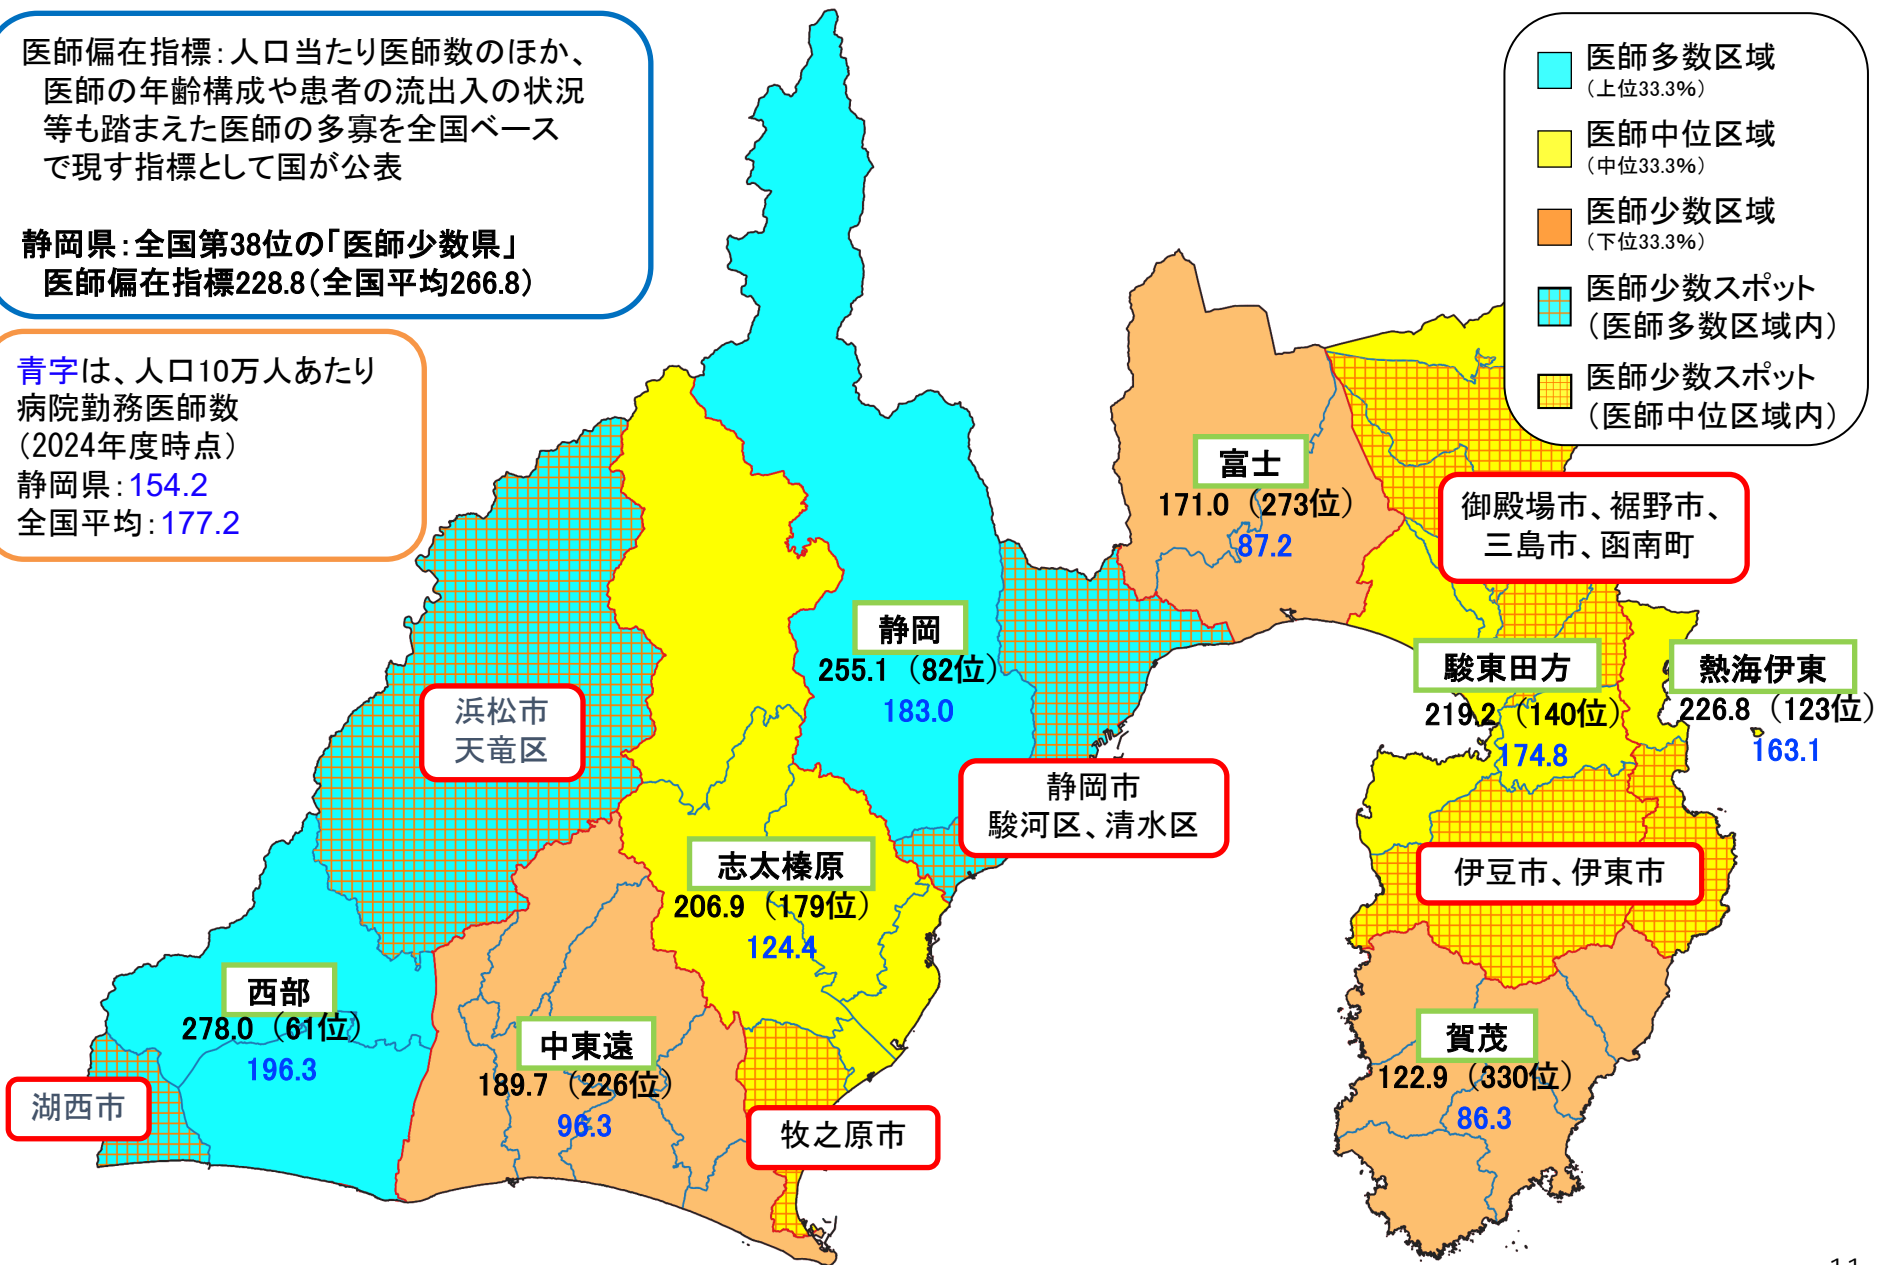 医師偏在指標：人口当たり医師数のほか、
医師の年齢構成や患者の流出入の状況
等も踏まえた医師の多寡を全国ベース
で現す指標として国が公表
静岡県：全国第38位の「医師少数県」
医師偏在指標228.8（全国平均266.8）
青字は、人口10万人あたり
病院勤務医師数
（2024年度時点）
静岡県：154.2
全国平均：177.2
医師多数区域
（上位33.3%）
医師中位区域
（中位33.3%）
医師少数区域
（下位33.3%）
医師少数スポット
（医師多数区域内）
医師少数スポット
（医師中位区域内）
富士
171.0（273位）
87.2
御殿場市、裾野市、
三島市、函南町
静岡
255.1（82位）
183.0
駿東田方
219.2（140位）
174.8
熱海伊東
226.8（123位）
163.1
浜松市
天竜区
静岡市
駿河区、清水区
志太榛原
206.9（179位）
124.4
伊豆市、伊東市
西部
278.0（61位）
196.3
中東遠
189.7（226位）
96.3
賀茂
122.9（330位）
86.3
湖西市
牧之原市
11